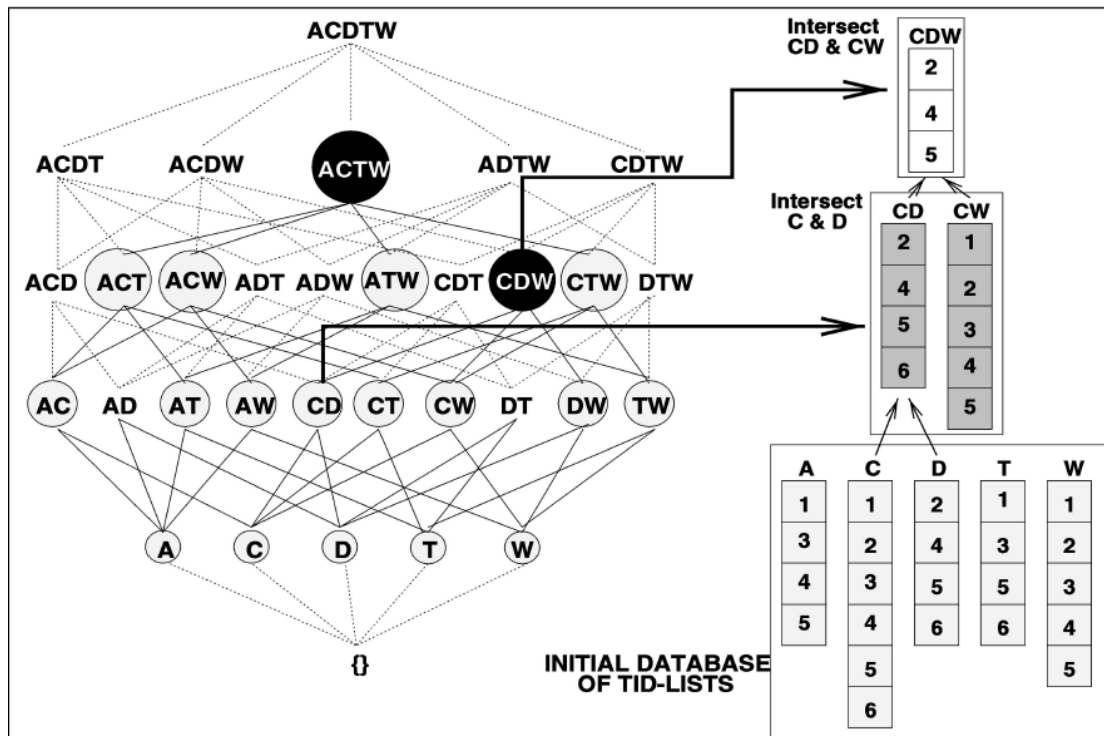 ACDTW
ACDT ACDW ACTW ADTW CDTW
ACD ACT ACW ADT ADW ATW CDT CDW CTW DTW
AC AD AT AW CD CT CW DT DW TW
A C D T W
{}
Intersect
CD & CW
CDW
2
4
5
Intersect
C & D
CD CW
2 1
4 2
5 3
6 4
5
A C D T W
1 1 2 1 1
3 2 4 3 2
4 3 5 5 3
5 4 6 6 4
5 5
6
INITIAL DATABASE
OF TID-LISTS